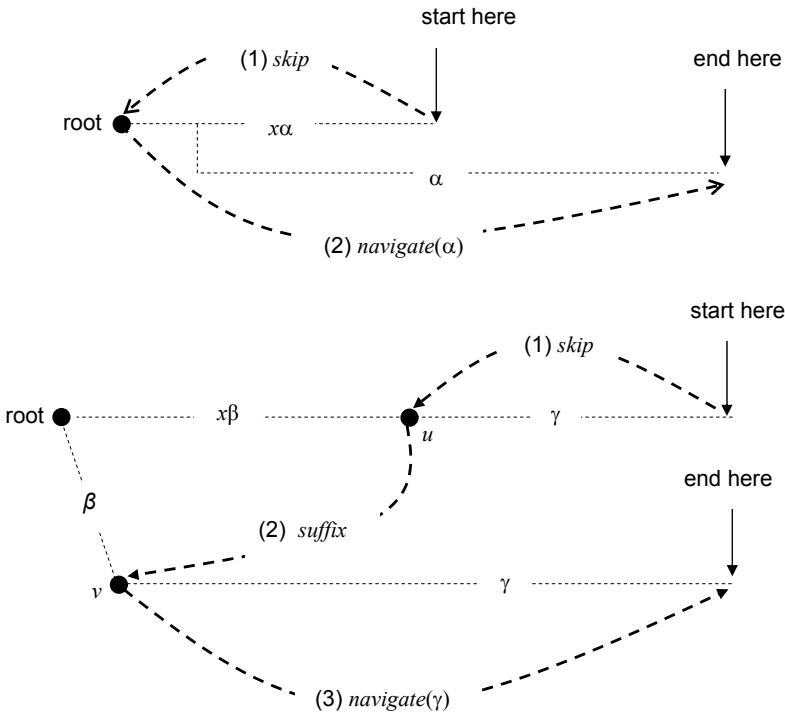 start here
(1) skip
end here
root
xα
α
(2) navigate(α)
start here
(1) skip
root
xβ
γ
u
end here
β
(2) suffix
v
γ
(3) navigate(γ)